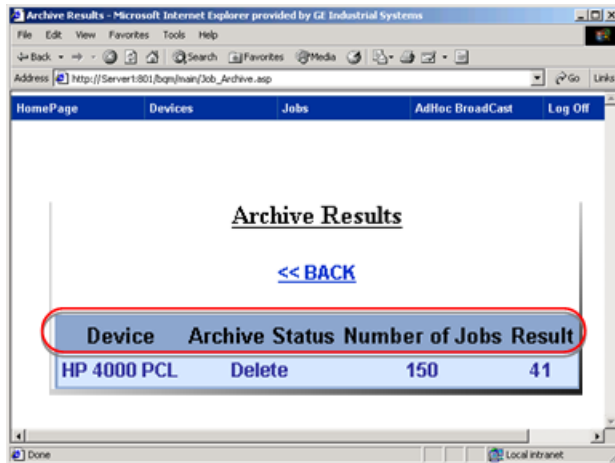 Archive Results - Microsoft Internet Explorer provided by GE Industrial Systems
File Edit View Favorites Tools Help
Back Search Favorites Media
Address http://Server1:801/bqm/main/Job_Archive.asp Go Links
HomePage Devices Jobs AdHoc BroadCast Log Off
Archive Results
<< BACK
Device Archive Status Number of Jobs Result
HP 4000 PCL Delete 150 41
Done Local intranet